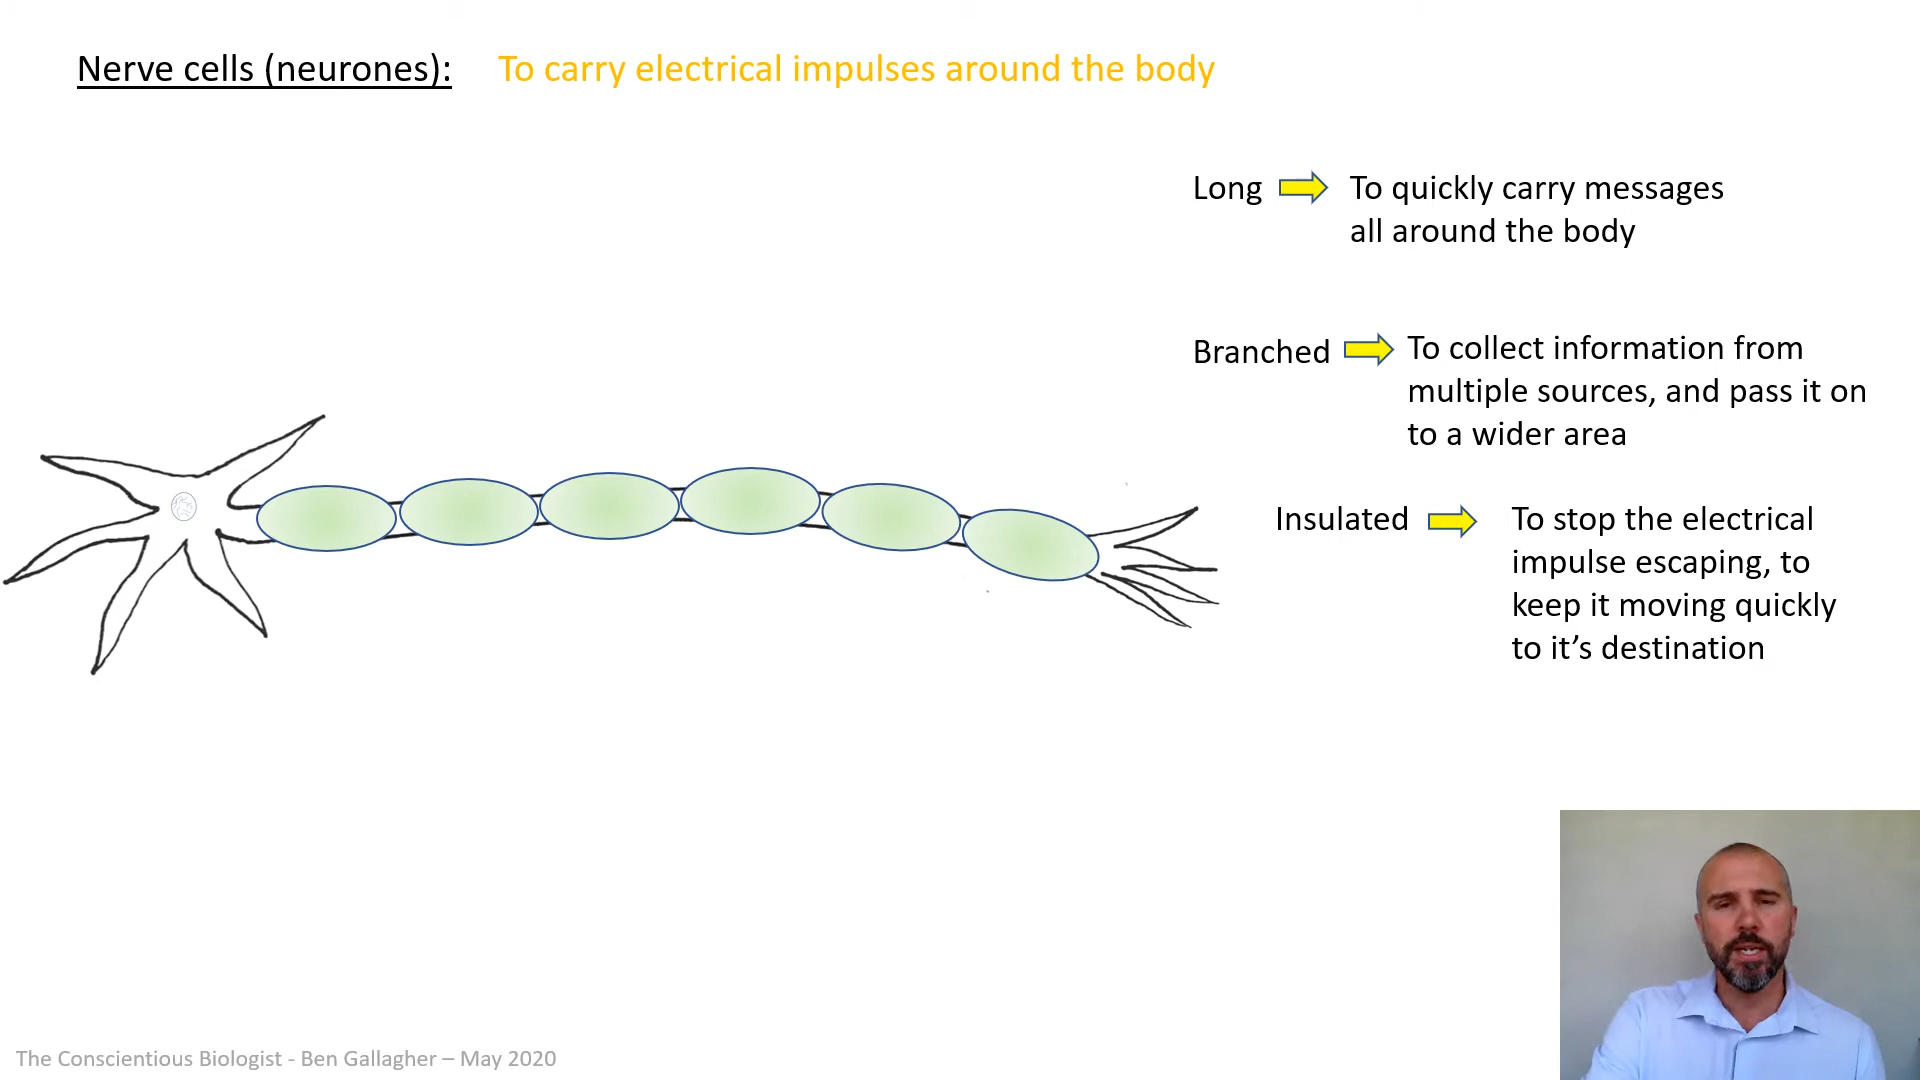 Nerve cells (neurones): To carry electrical impulses around the body
Long To quickly carry messages
all around the body
Branched To collect information from
multiple sources, and pass it on
to a wider area
Insulated To stop the electrical
impulse escaping, to
keep it moving quickly
to it’s destination
The Conscientious Biologist - Ben Gallagher – May 2020